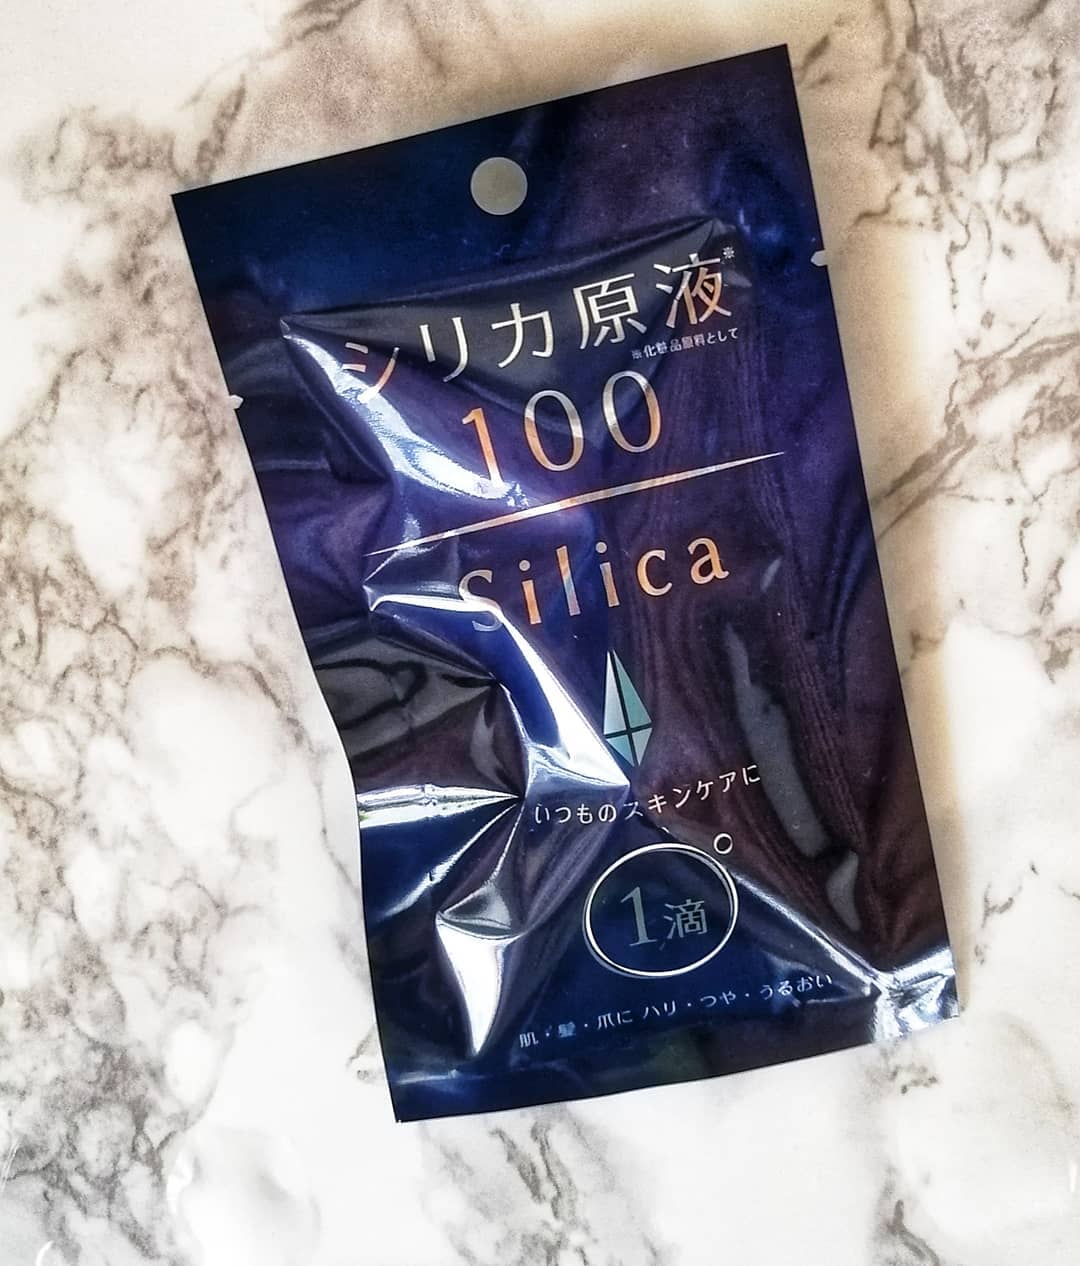 シリカ原液※
※化粧品原料として
100
Silica
いつものスキンケアに
1滴
肌・髪・爪に ハリ・つや・うるおい